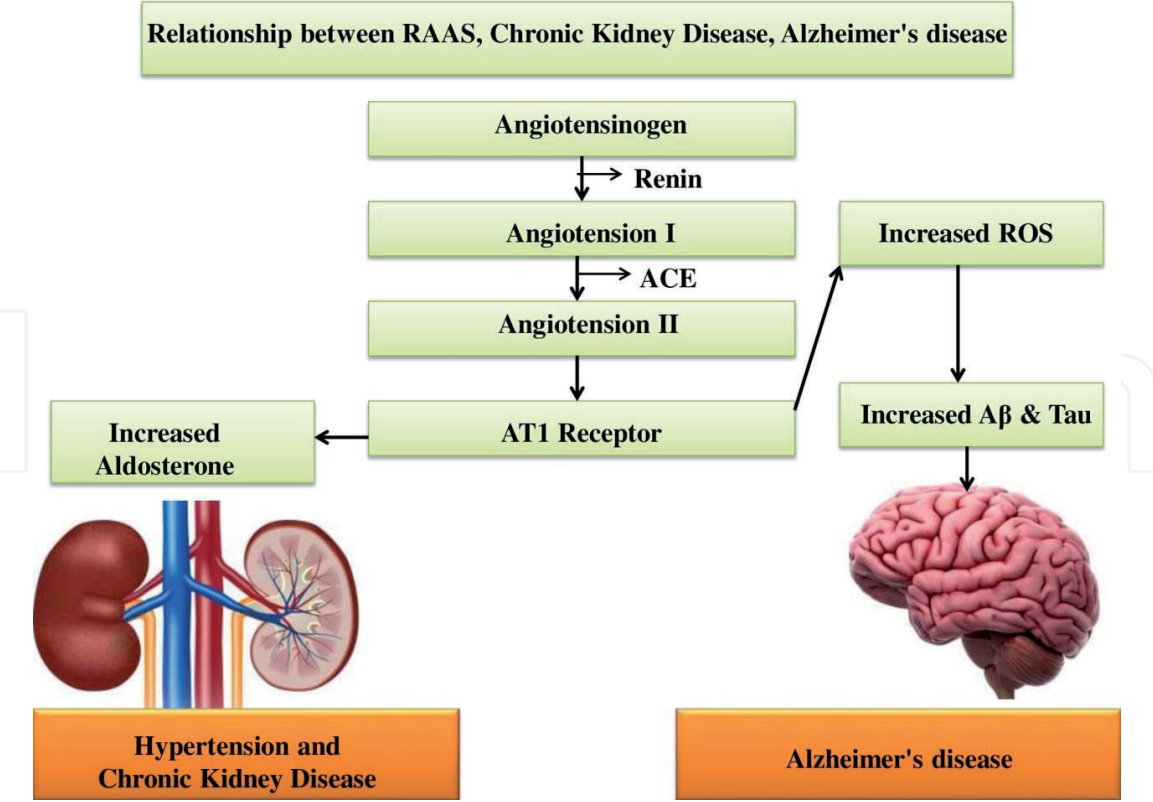 Relationship between RAAS, Chronic Kidney Disease, Alzheimer's disease
Angiotensinogen
Renin
Angiotension I
Increased ROS
ACE
Angiotension II
Increased Aβ & Tau
Increased
Aldosterone
AT1 Receptor
Hypertension and
Chronic Kidney Disease
Alzheimer's disease